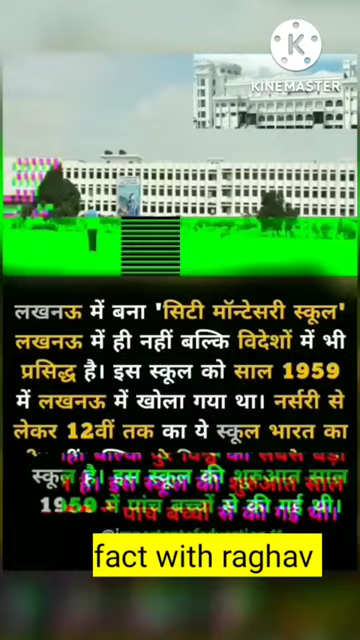 KINEMASTER
लखनऊ में बना 'सिटी मॉन्टेसरी स्कूल'
लखनऊ में ही नहीं बल्कि विदेशों में भी
प्रसिद्ध है। इस स्कूल को साल 1959
में लखनऊ में खोला गया था। नर्सरी से
लेकर 12वीं तक का ये स्कूल भारत का
स्कूल है। इस स्कूल की शुरुआत साल
1959 में पांच बच्चों से की गई थी।
fact with raghav